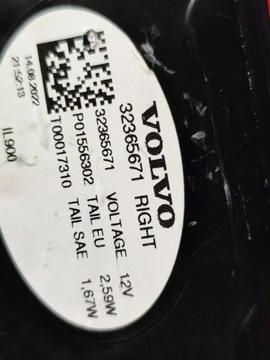 VOLVO
32365671 RIGHT
32365671 VOLTAGE 12V
P01556302 TAIL EU 2,59W
T00017310 TAIL SAE 1,67W
14.08.2022
21:52:13
IL900